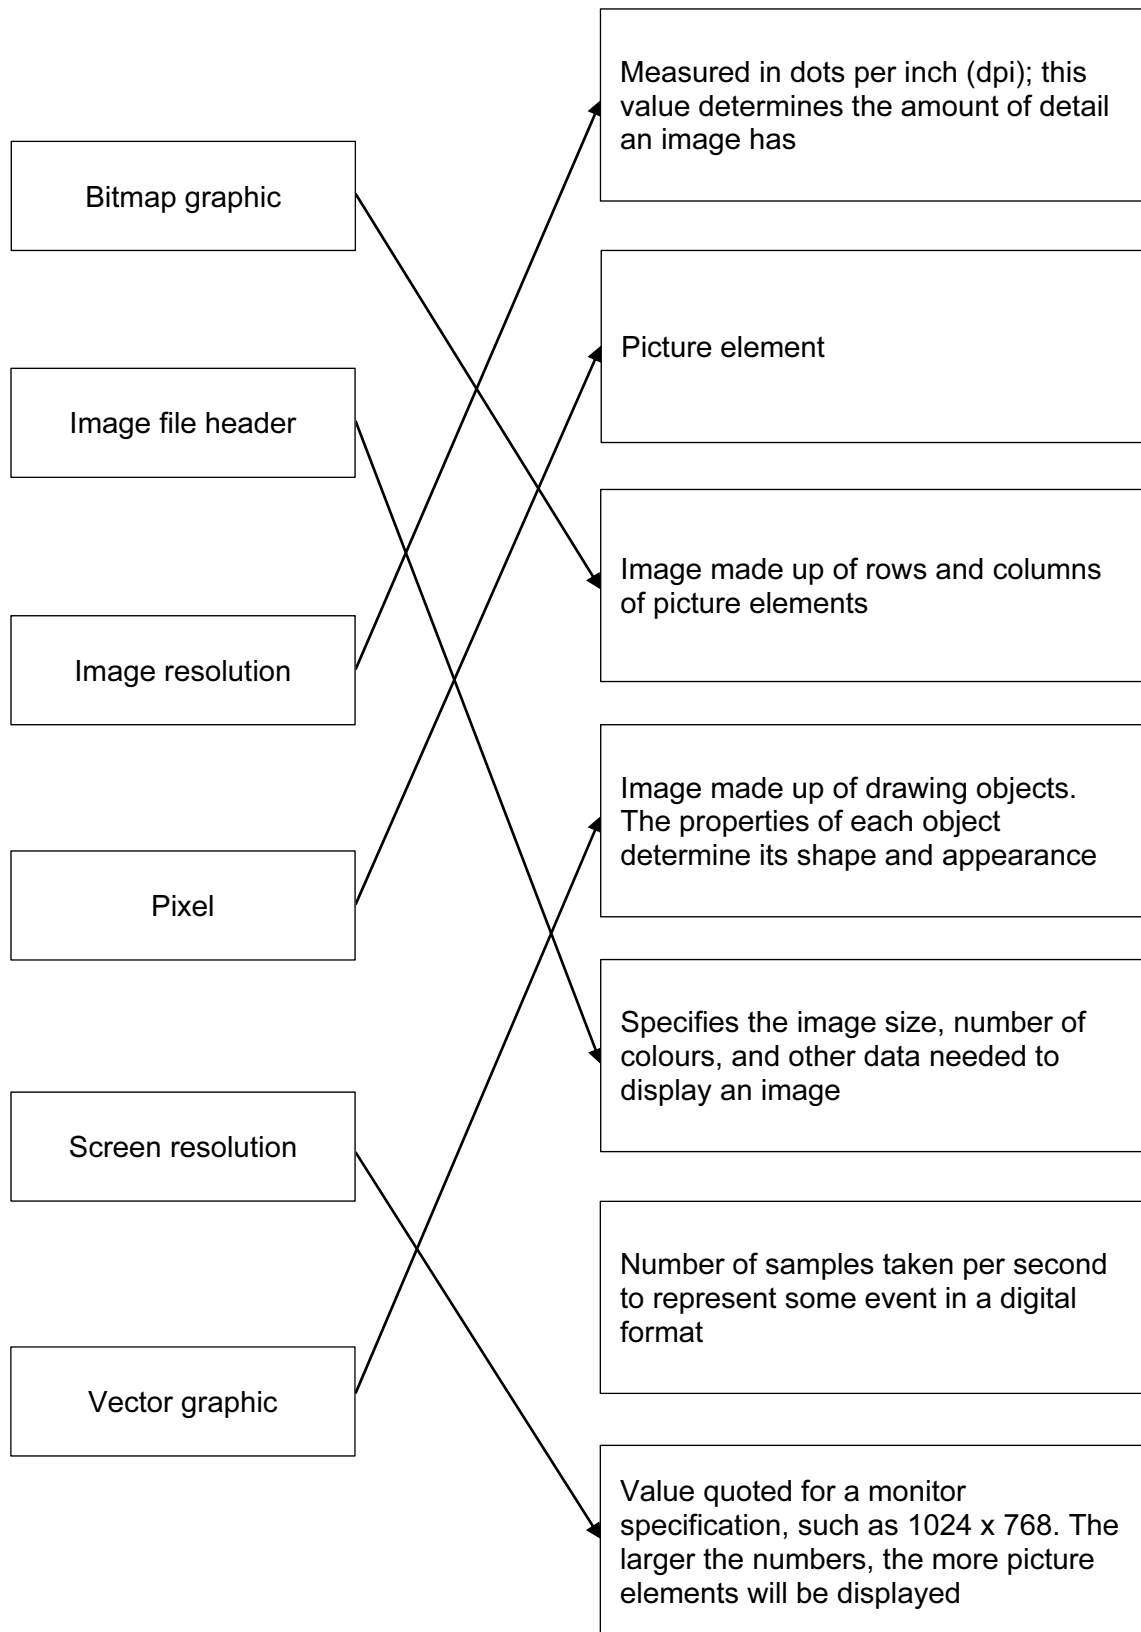 Bitmap graphic
Image file header
Image resolution
Pixel
Screen resolution
Vector graphic
Measured in dots per inch (dpi); this
value determines the amount of detail
an image has
Picture element
Image made up of rows and columns
of picture elements
Image made up of drawing objects.
The properties of each object
determine its shape and appearance
Specifies the image size, number of
colours, and other data needed to
display an image
Number of samples taken per second
to represent some event in a digital
format
Value quoted for a monitor
specification, such as 1024 x 768. The
larger the numbers, the more picture
elements will be displayed